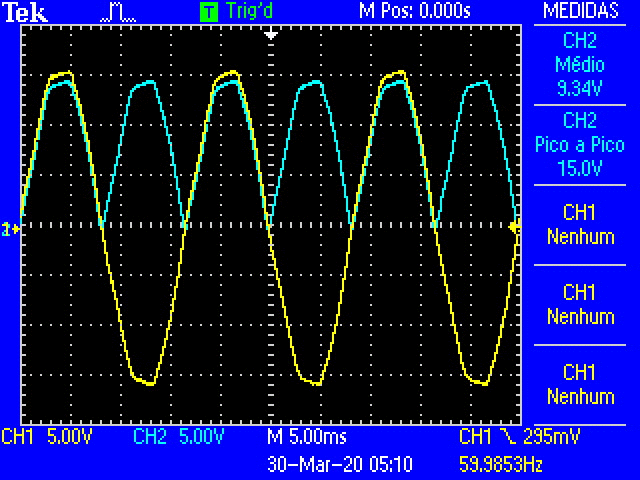 Tek T Trig'd M Pos: 0.000s MEDIDAS
CH2
Médio
9.34V
CH2
Pico a Pico
15.0V
CH1
Nenhum
CH1
Nenhum
CH1
Nenhum
CH1 5.00V CH2 5.00V M 5.00ms CH1 295mV
30-Mar-20 05:10 59.9853Hz